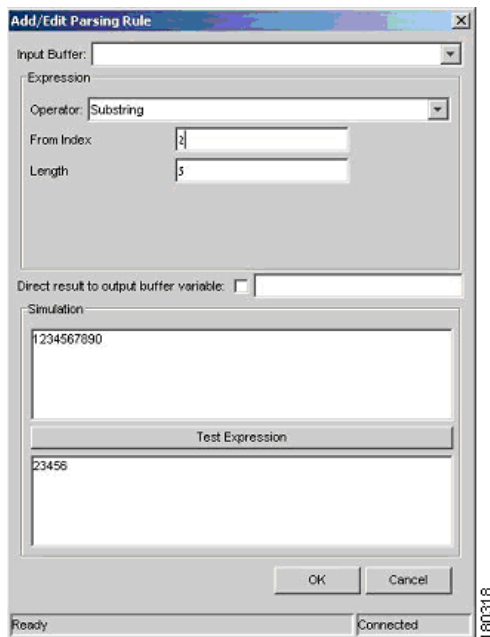 Add/Edit Parsing Rule
Input Buffer:
Expression
Operator: Substring
From Index 2
Length 5
Direct result to output buffer variable:
Simulation
1234567890
Test Expression
23456
OK Cancel
Ready Connected
80318